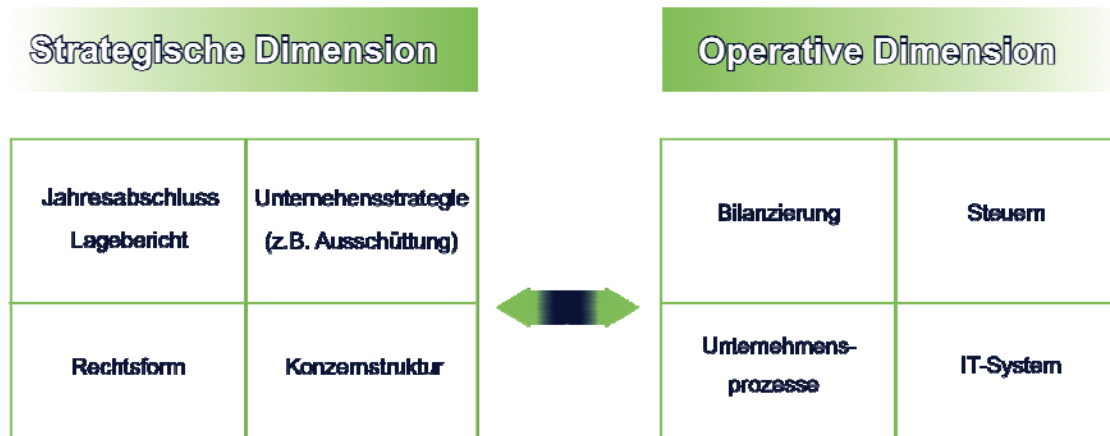 Strategische Dimension
Operative Dimension
Jahresabschluss
Lagebericht
Unternehensstrategie
(z.B. Ausschüttung)
Rechtsform
Konzernstruktur
Bilanzierung
Steuern
Unternehmens-
prozesse
IT-System